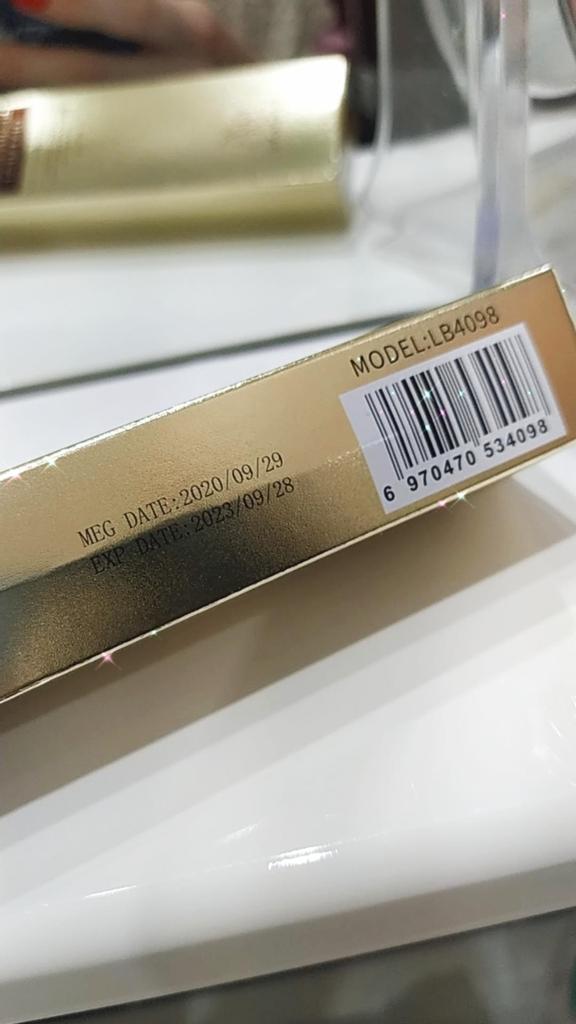 MODEL:LB4098
6 970470 534098
MEG DATE:2020/09/29
EXP DATE:2023/09/28